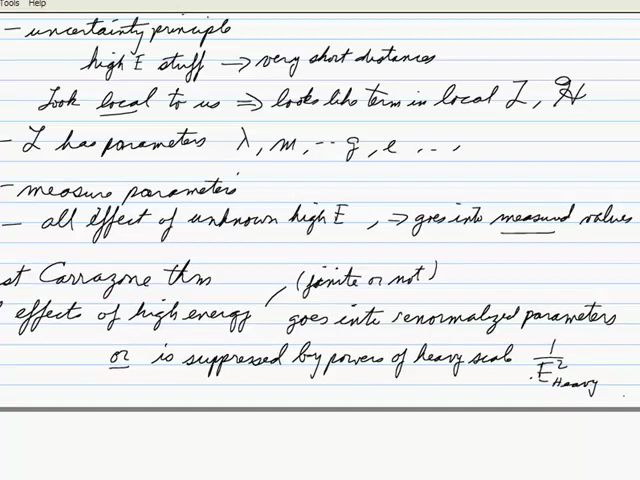 Tools Help
- uncertainty principle
high E stuff → very short distances
Look local to us ⇒ looks like term in local L, H
- L has parameters λ, m, -- g, e ...,
- measure parameters
- all effect of unknown high E, ⇒ goes into measured values
st Carrazone thm (finite or not)
effects of high energy goes into renormalized parameters
or is suppressed by powers of heavy scale 1/E²Heavy